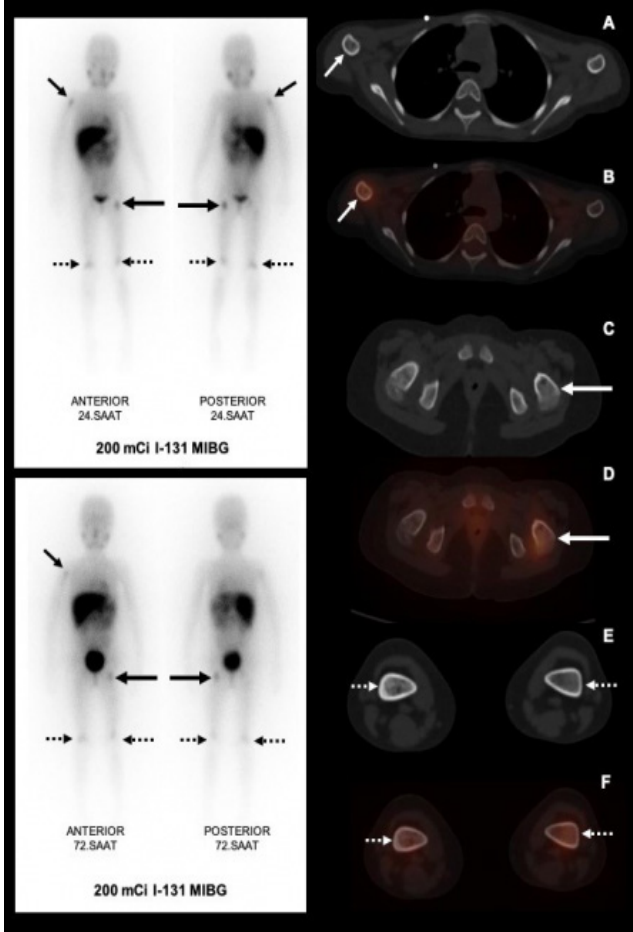 ANTERIOR
24.SAAT
POSTERIOR
24.SAAT
200 mCi I-131 MIBG
ANTERIOR
72.SAAT
POSTERIOR
72.SAAT
200 mCi I-131 MIBG
A
B
C
D
E
F